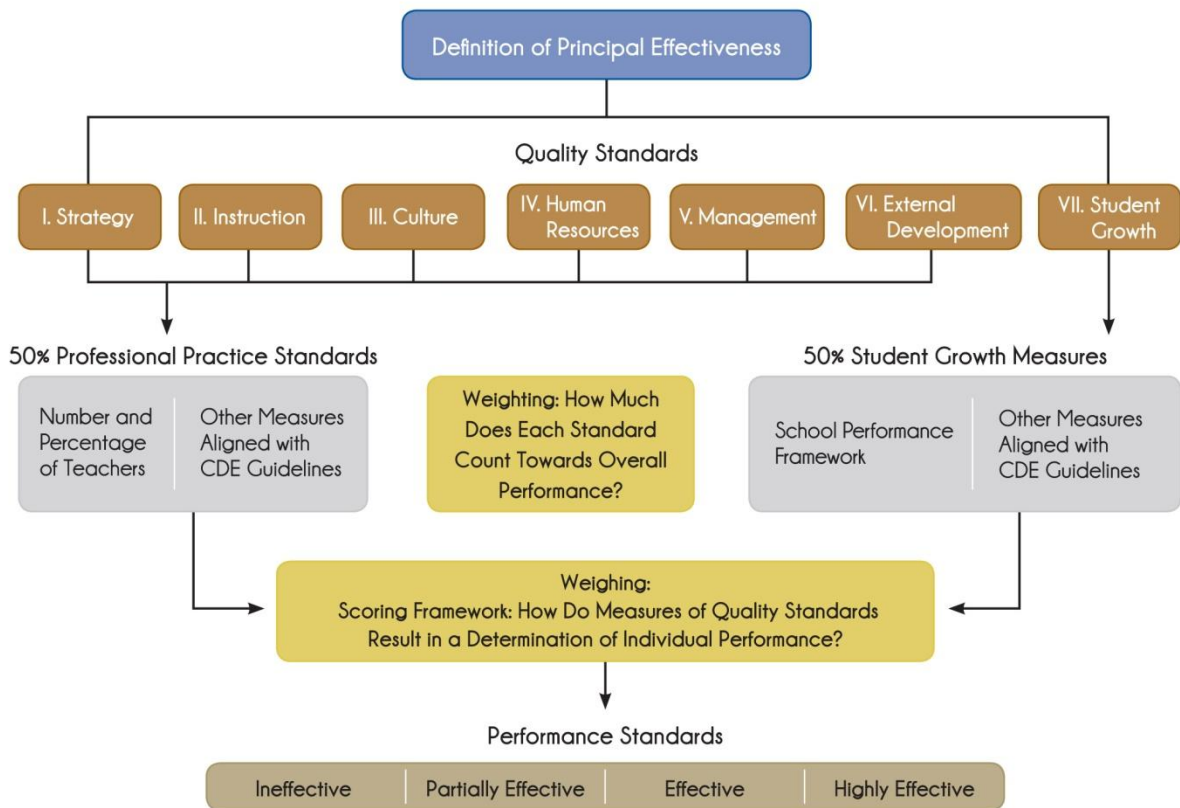 Definition of Principal Effectiveness
Quality Standards
I. Strategy
II. Instruction
III. Culture
IV. Human
Resources
V. Management
VI. External
Development
VII. Student
Growth
50% Professional Practice Standards
Number and
Percentage
of Teachers
Other Measures
Aligned with
CDE Guidelines
Weighting: How Much
Does Each Standard
Count Towards Overall
Performance?
50% Student Growth Measures
School Performance
Framework
Other Measures
Aligned with
CDE Guidelines
Weighing:
Scoring Framework: How Do Measures of Quality Standards
Result in a Determination of Individual Performance?
Performance Standards
Ineffective
Partially Effective
Effective
Highly Effective